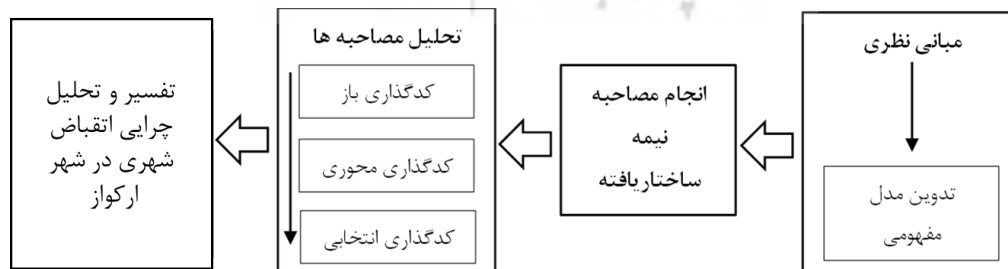 مبانی نظری
تدوین مدل
مفهومی
انجام مصاحبه
نیمه
ساختاریافته
تحلیل مصاحبه ها
کدگذاری باز
کدگذاری محوری
کدگذاری انتخابی
تفسیر و تحلیل
چرایی اتقباض
شهری در شهر
ارکواز